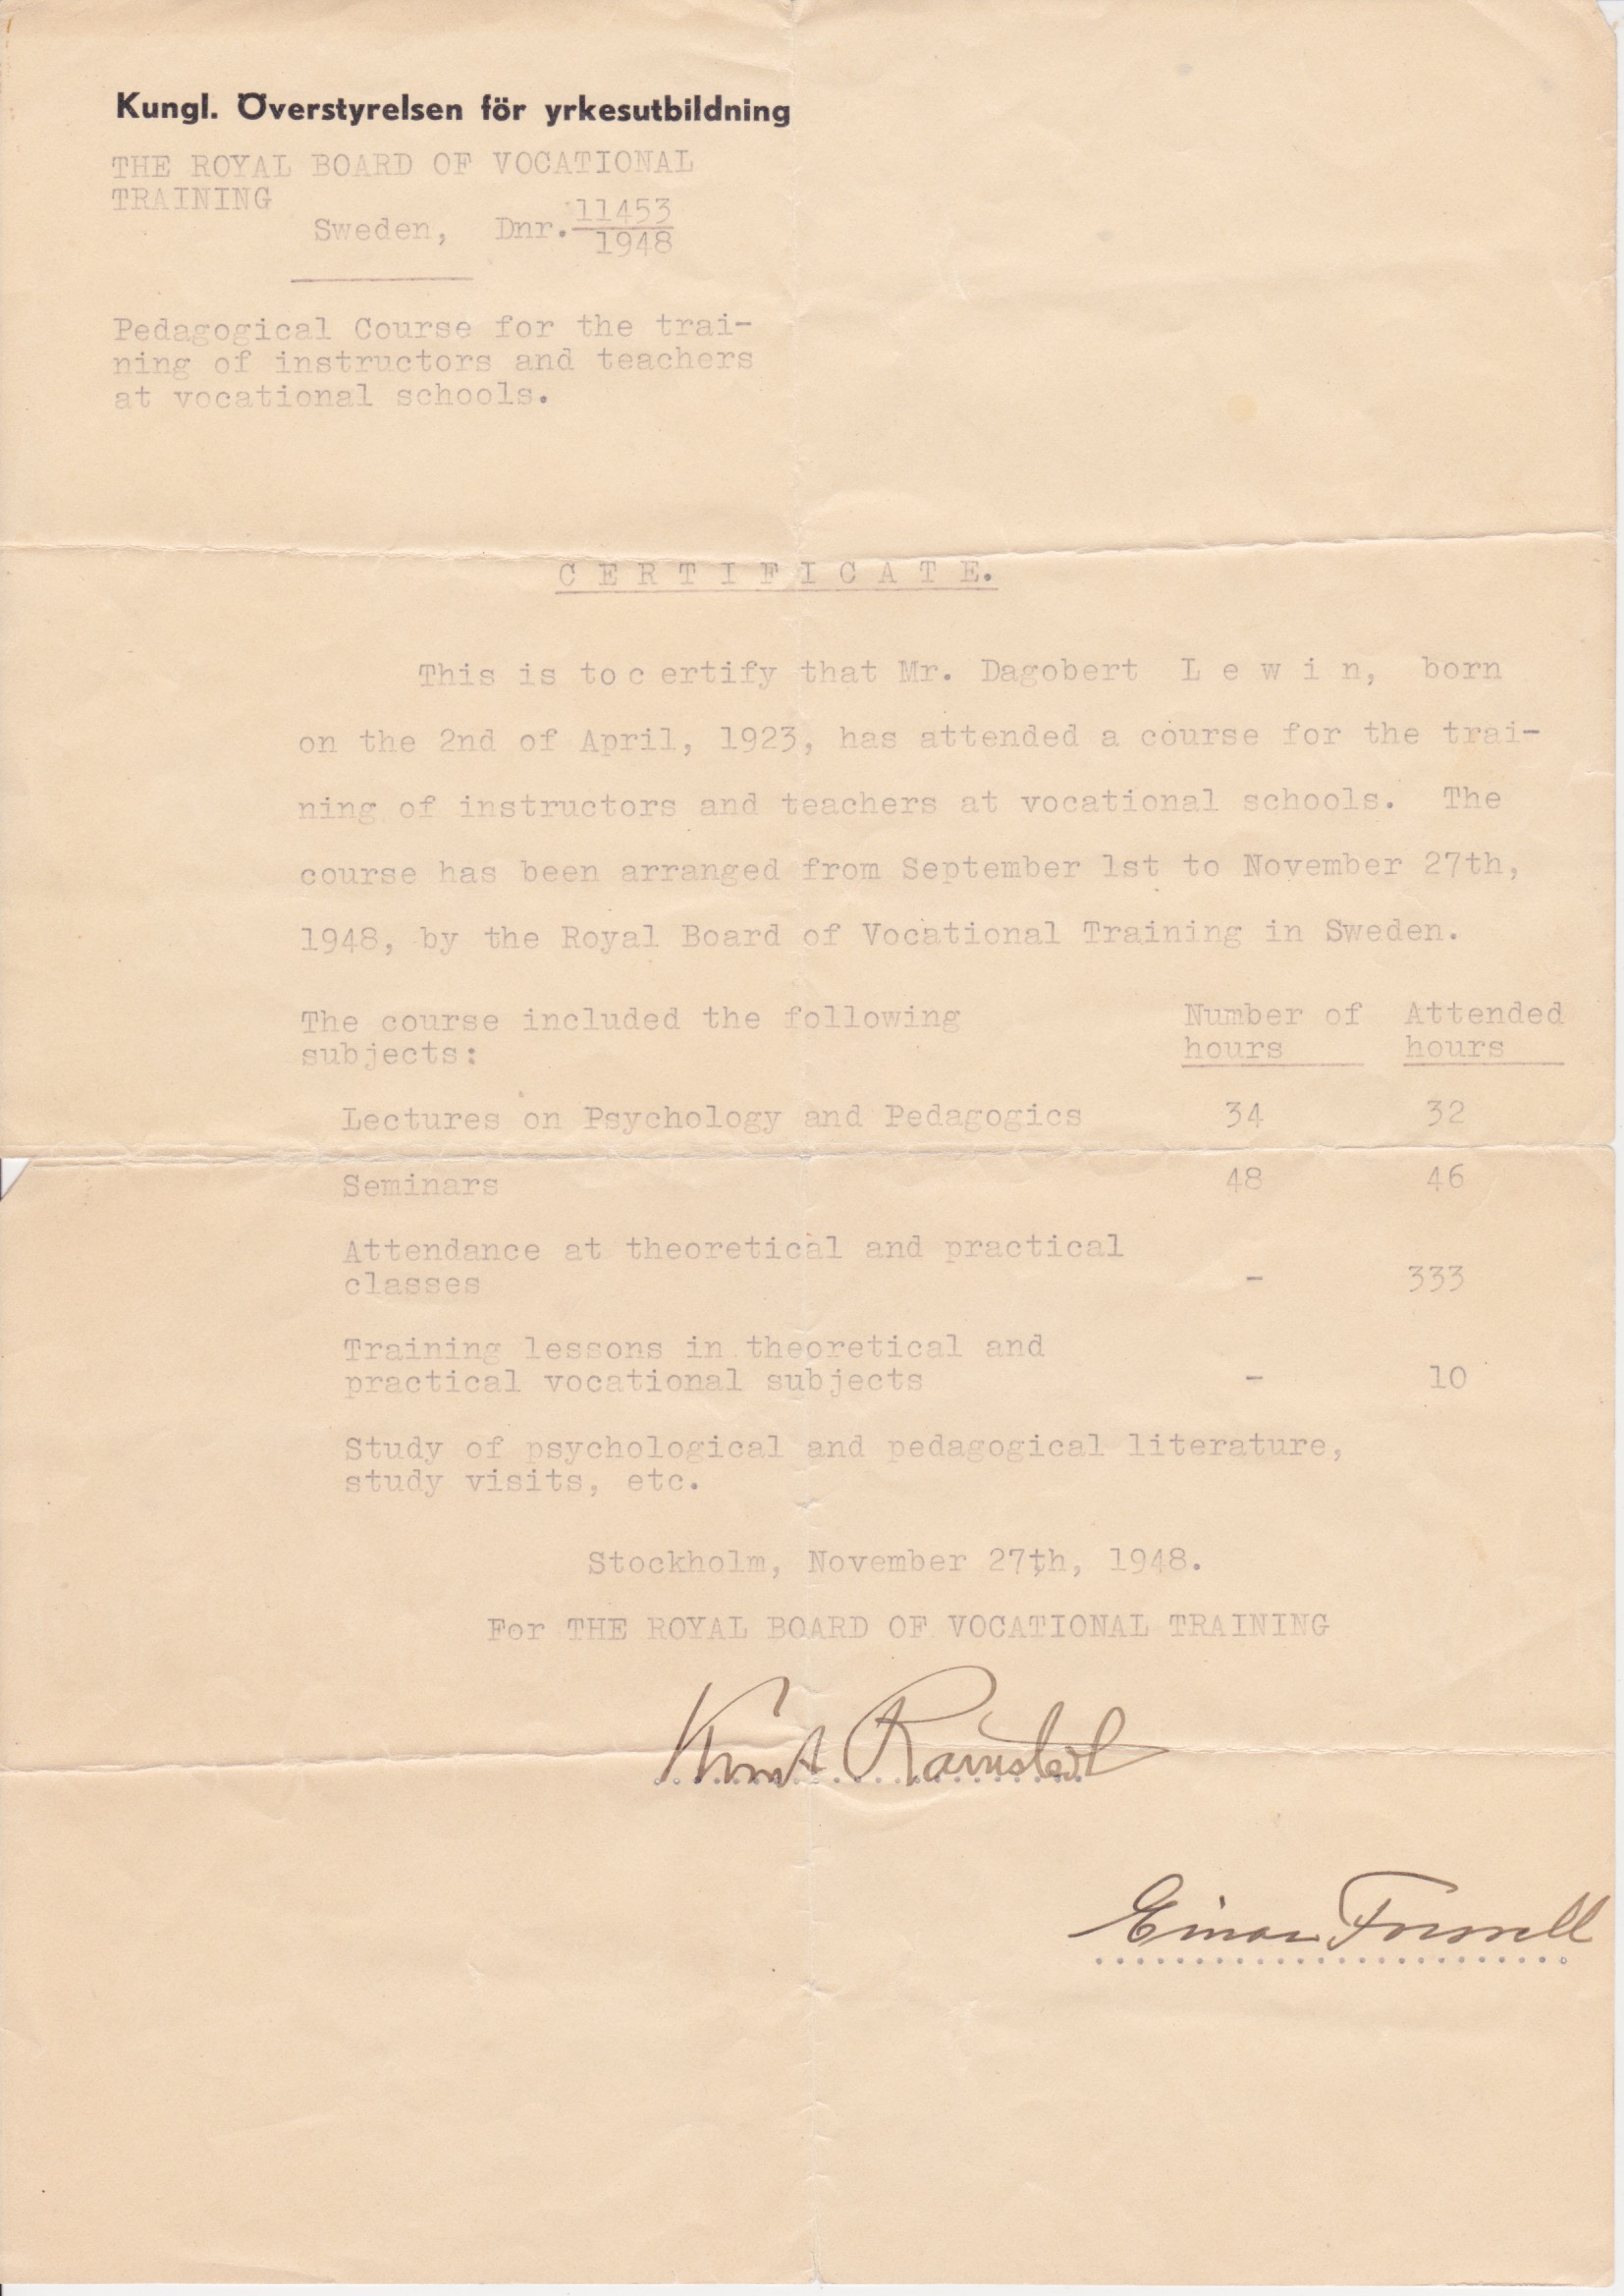 Kungl. Överstyrelsen för yrkesutbildning
THE ROYAL BOARD OF VOCATIONAL
TRAINING
Sweden, Dnr. 11453
1948
Pedagogical Course for the trai-
ning of instructors and teachers
at vocational schools.
C E R T I F I C A T E.
This is to c ertify that Mr. Dagobert L e w i n, born
on the 2nd of April, 1923, has attended a course for the trai-
ning of instructors and teachers at vocational schools. The
course has been arranged from September 1st to November 27th,
1948, by the Royal Board of Vocational Training in Sweden.
The course included the following Number of Attended
subjects: hours hours
Lectures on Psychology and Pedagogics 34 32
Seminars 48 46
Attendance at theoretical and practical
classes - 333
Training lessons in theoretical and
practical vocational subjects - 10
Study of psychological and pedagogical literature,
study visits, etc.
Stockholm, November 27th, 1948.
For THE ROYAL BOARD OF VOCATIONAL TRAINING
Ramstedt
Einar